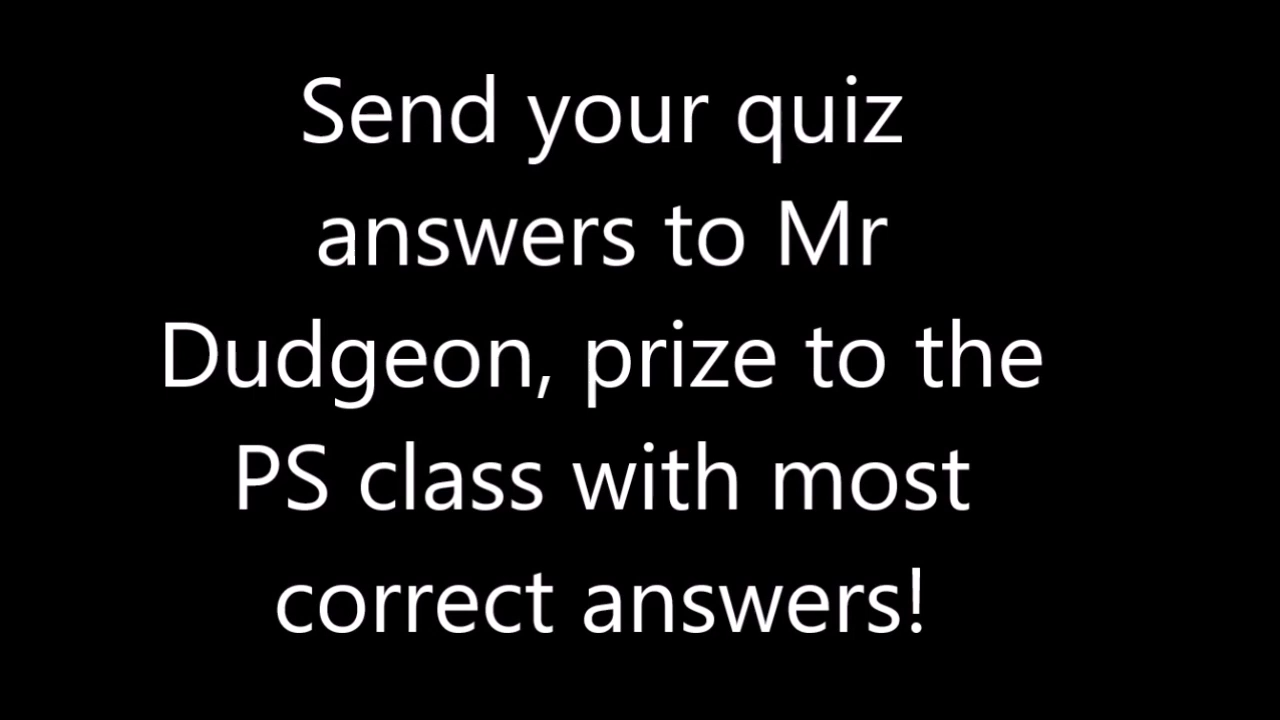 Send your quiz
answers to Mr
Dudgeon, prize to the
PS class with most
correct answers!